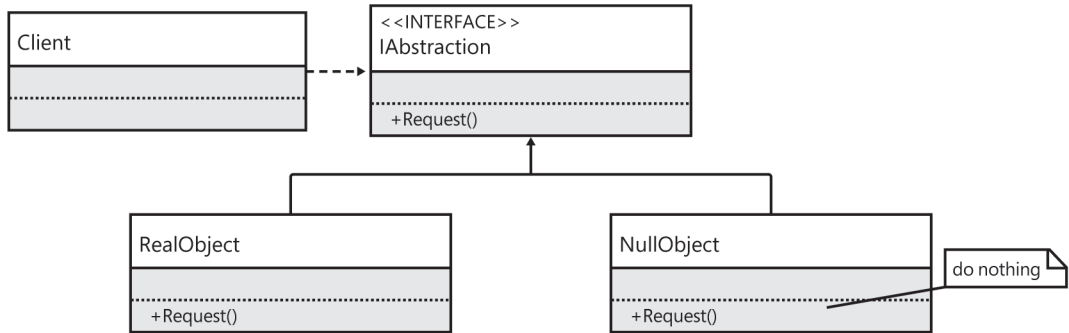 Client
<<INTERFACE>>
IAbstraction
+Request()
RealObject
+Request()
NullObject
+Request()
do nothing